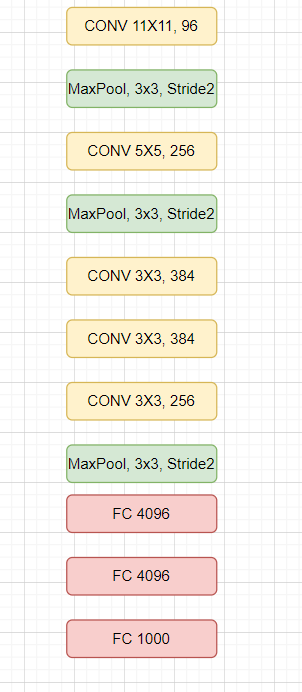 CONV 11X11, 96
MaxPool, 3x3, Stride2
CONV 5X5, 256
MaxPool, 3x3, Stride2
CONV 3X3, 384
CONV 3X3, 384
CONV 3X3, 256
MaxPool, 3x3, Stride2
FC 4096
FC 4096
FC 1000